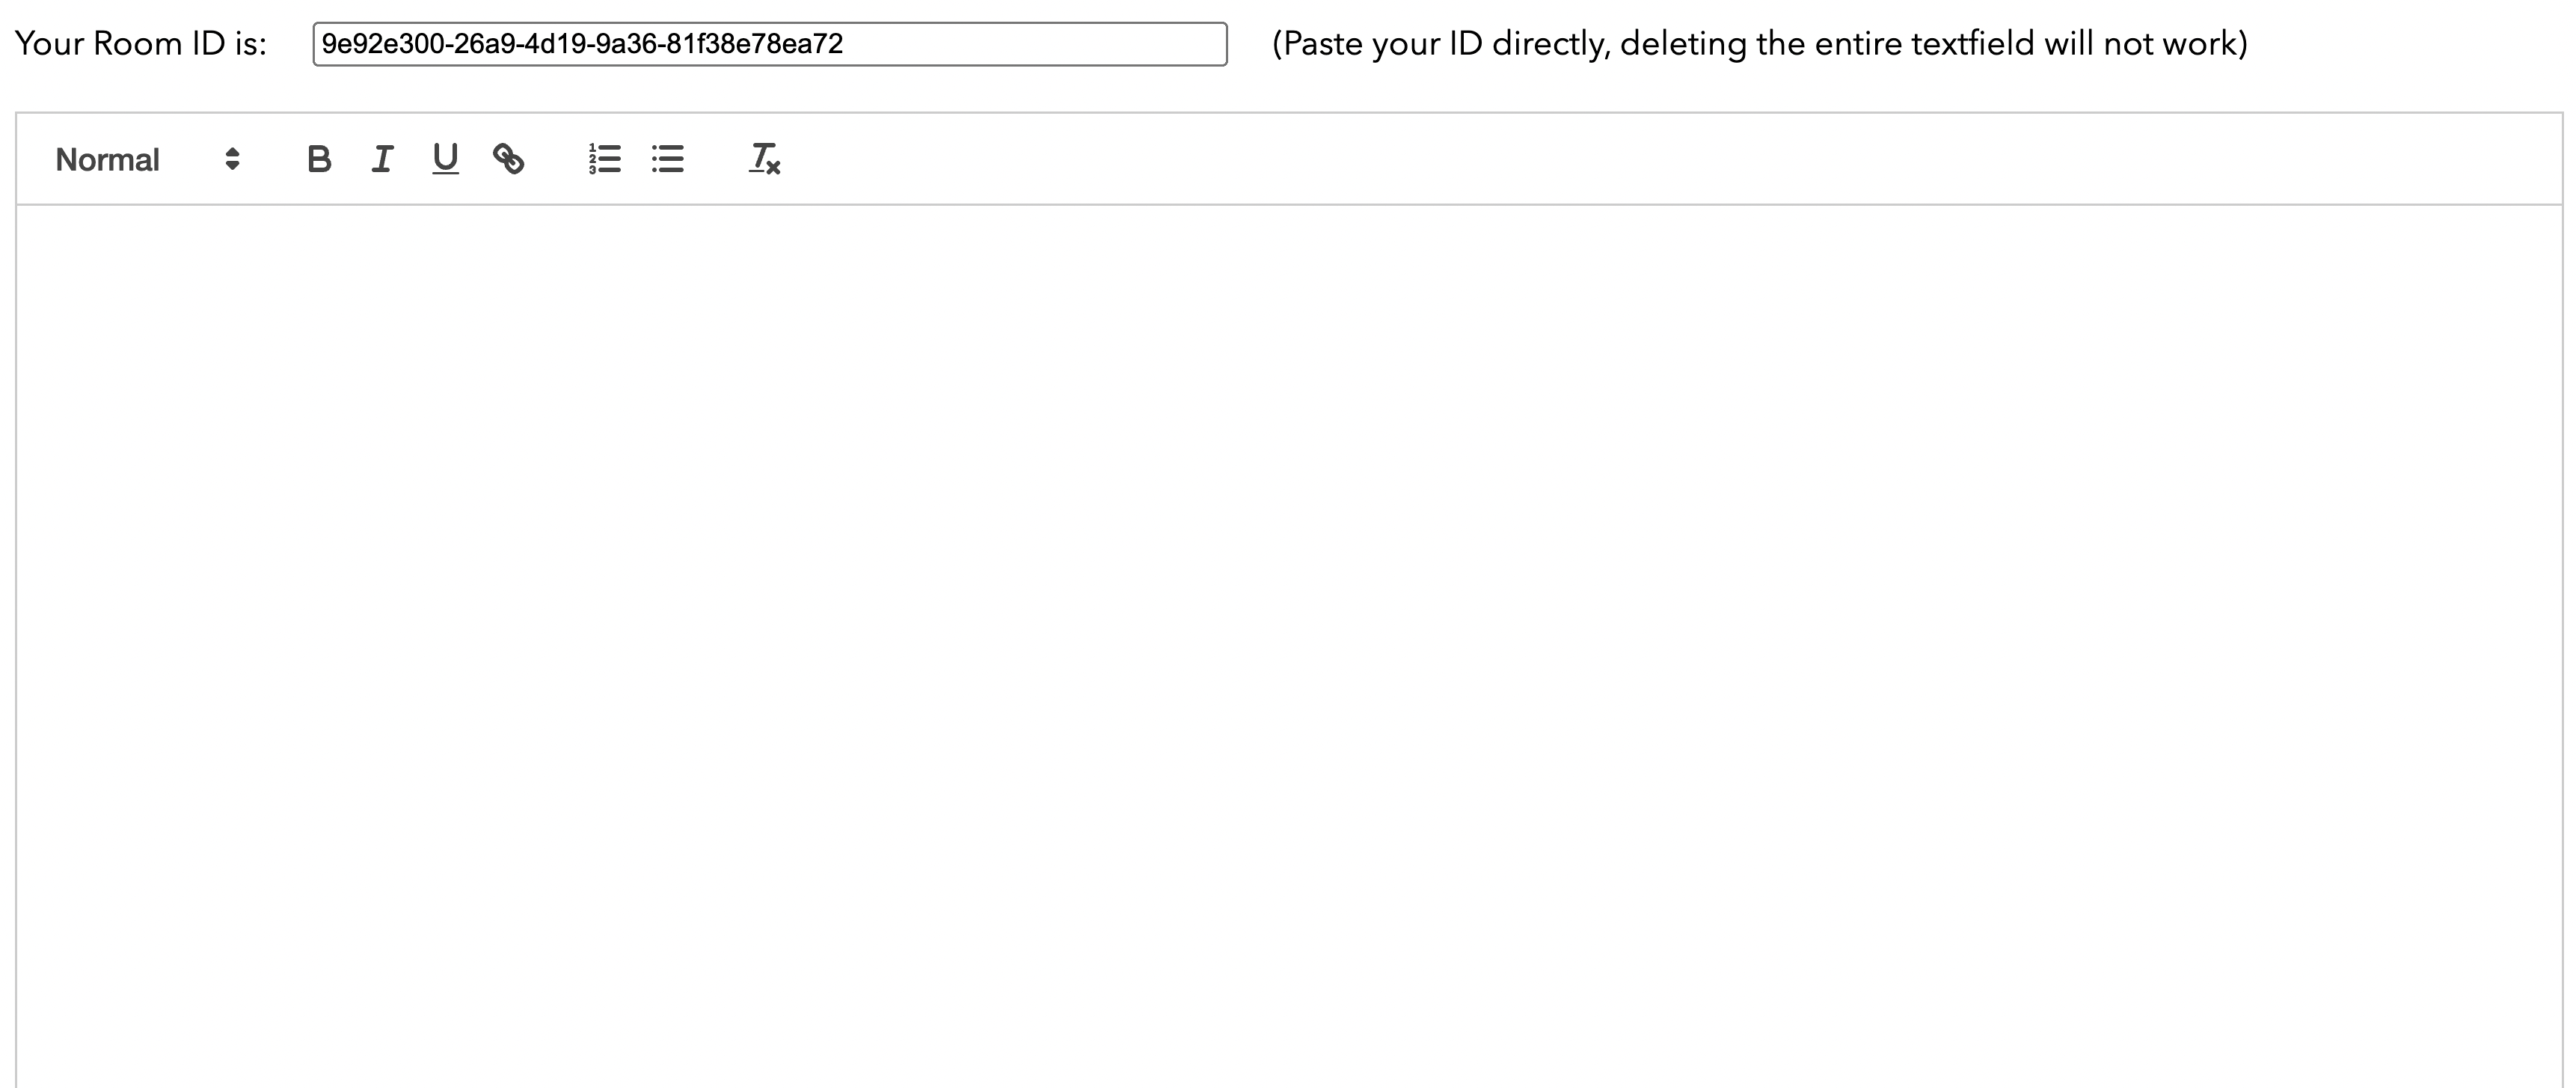 Your Room ID is: 9e92e300-26a9-4d19-9a36-81f38e78ea72 (Paste your ID directly, deleting the entire textfield will not work)
Normal B I U